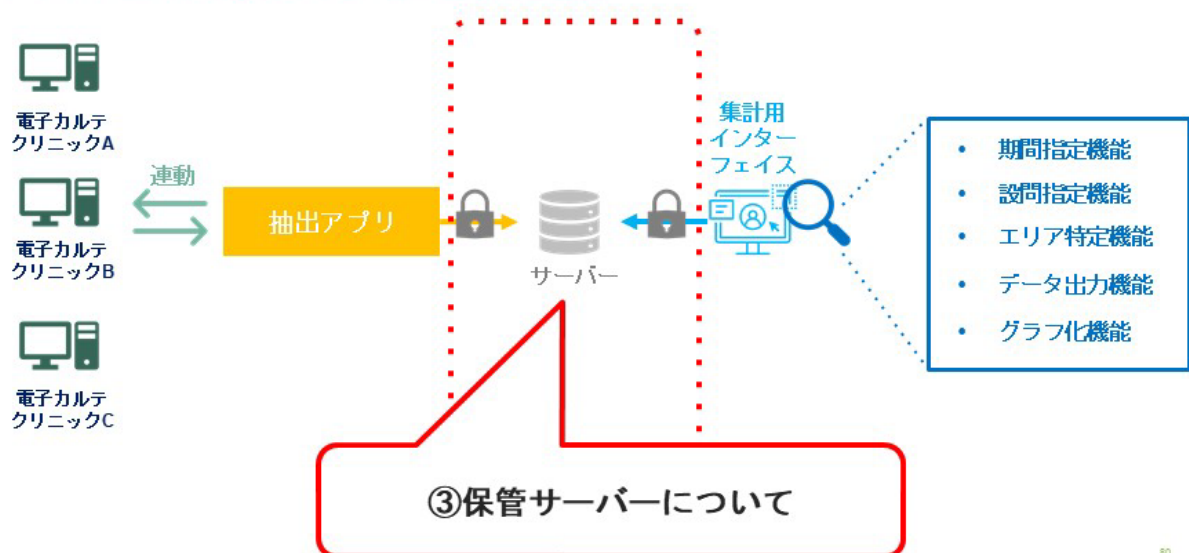 電子カルテ
クリニックA
連動
電子カルテ
クリニックB
電子カルテ
クリニックC
抽出アプリ
サーバー
集計用
インター
フェイス
• 期間指定機能
• 設問指定機能
• エリア特定機能
• データ出力機能
• グラフ化機能
③保管サーバーについて